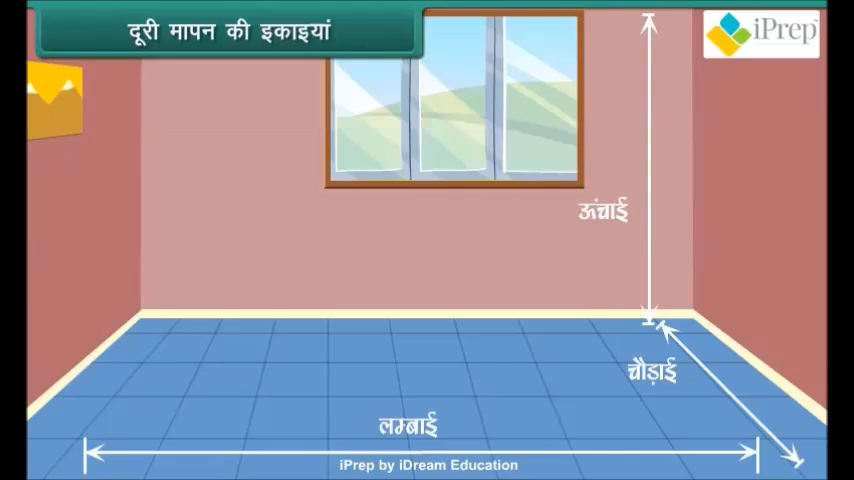 दूरी मापन की इकाइयां
iPrep
ऊंचाई
चौड़ाई
लम्बाई
iPrep by iDream Education